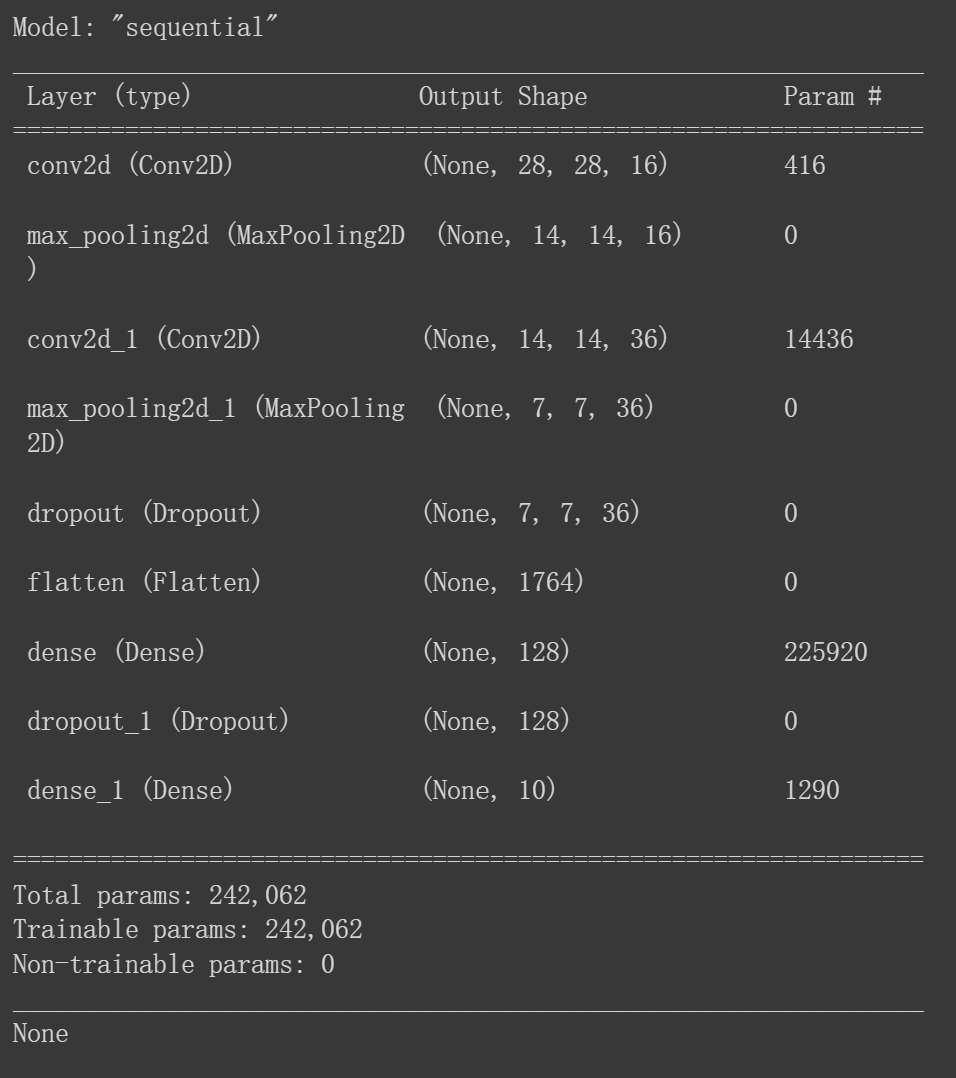 Model: "sequential"
_________________________________________________________________
Layer (type) Output Shape Param #
=================================================================
conv2d (Conv2D) (None, 28, 28, 16) 416
max_pooling2d (MaxPooling2D (None, 14, 14, 16) 0
)
conv2d_1 (Conv2D) (None, 14, 14, 36) 14436
max_pooling2d_1 (MaxPooling (None, 7, 7, 36) 0
2D)
dropout (Dropout) (None, 7, 7, 36) 0
flatten (Flatten) (None, 1764) 0
dense (Dense) (None, 128) 225920
dropout_1 (Dropout) (None, 128) 0
dense_1 (Dense) (None, 10) 1290
=================================================================
Total params: 242,062
Trainable params: 242,062
Non-trainable params: 0
_________________________________________________________________
None